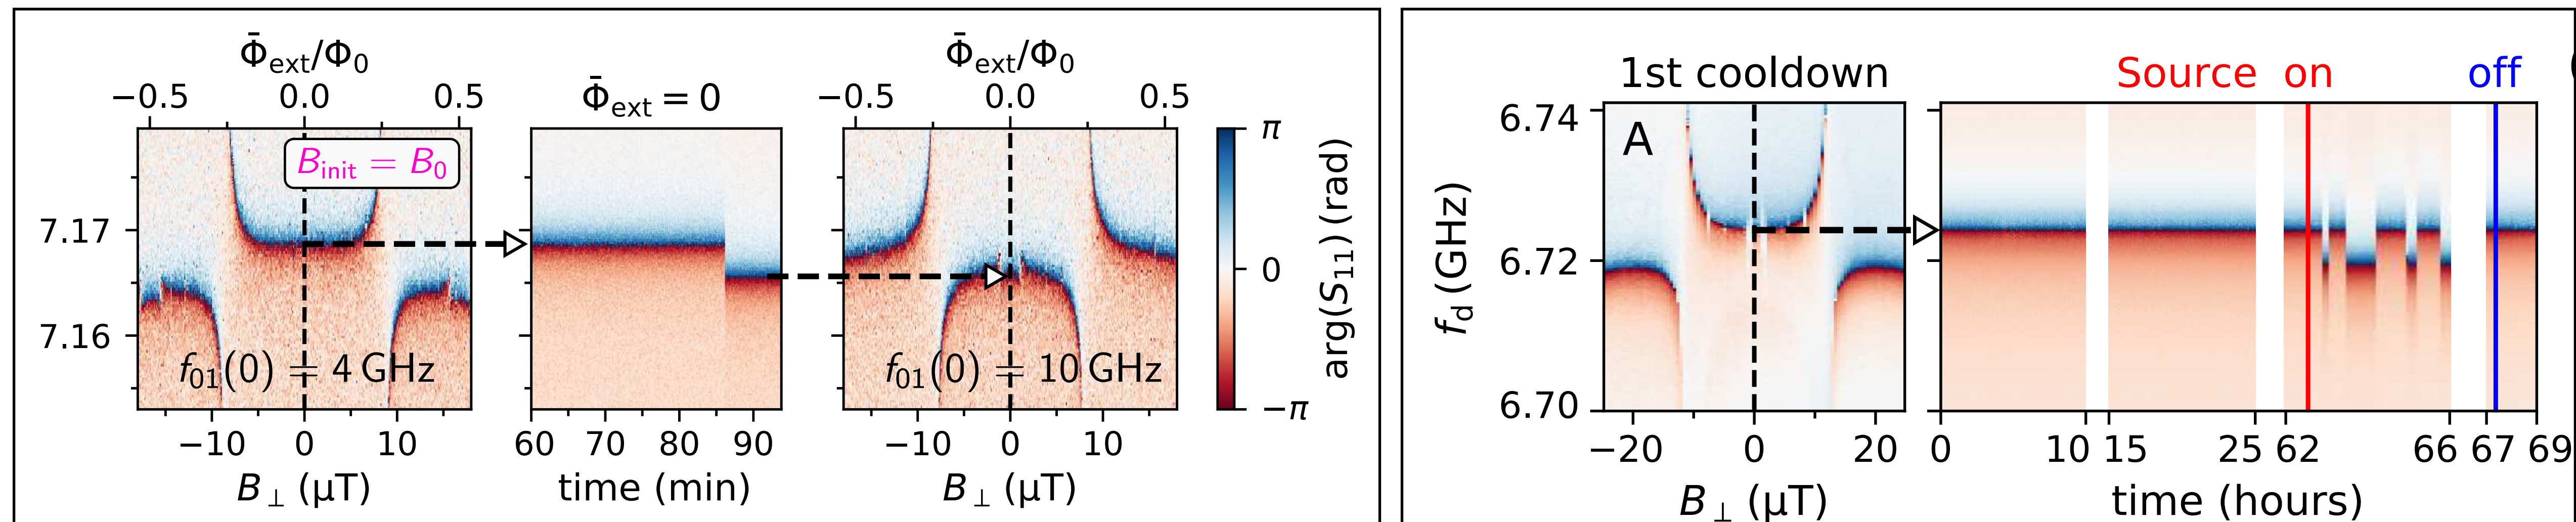 Φ̄ext/Φ0
−0.5 0.0 0.5
Binit = B0
7.17
7.16
f01(0) = 4 GHz
−10 0 10
B⊥ (μT)
Φ̄ext = 0
60 70 80 90
time (min)
Φ̄ext/Φ0
−0.5 0.0 0.5
f01(0) = 10 GHz
−10 0 10
B⊥ (μT)
π
0
−π
arg(S11) (rad)
1st cooldown
A
fd (GHz)
6.74
6.72
6.70
−20 0 20
B⊥ (μT)
Source on off
0 10 15 25 62 66 67 69
time (hours)